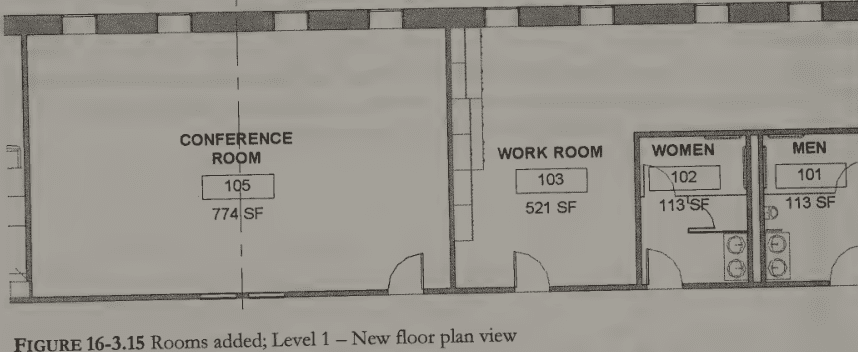 CONFERENCE
ROOM
105
774 SF
WORK ROOM
103
521 SF
WOMEN
102
113 SF
MEN
101
113 SF
FIGURE 16-3.15 Rooms added; Level 1 – New floor plan view